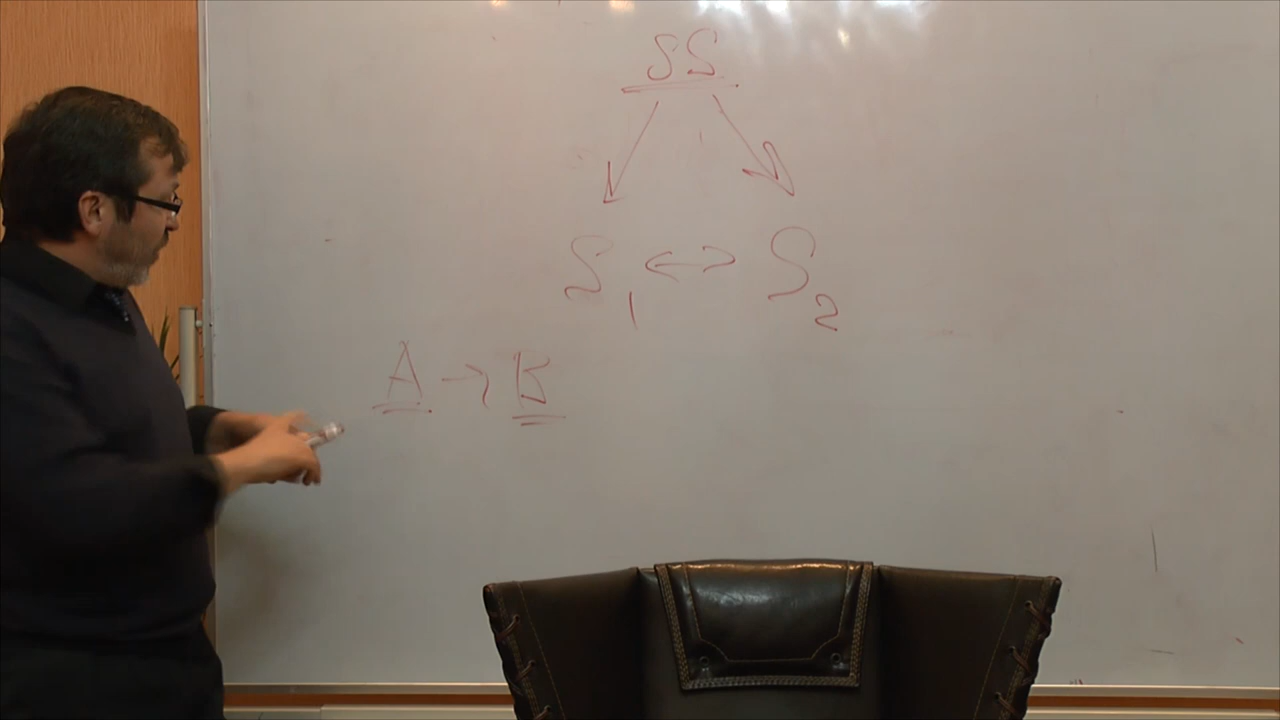 SS
S₁ ↔ S₂
A → B